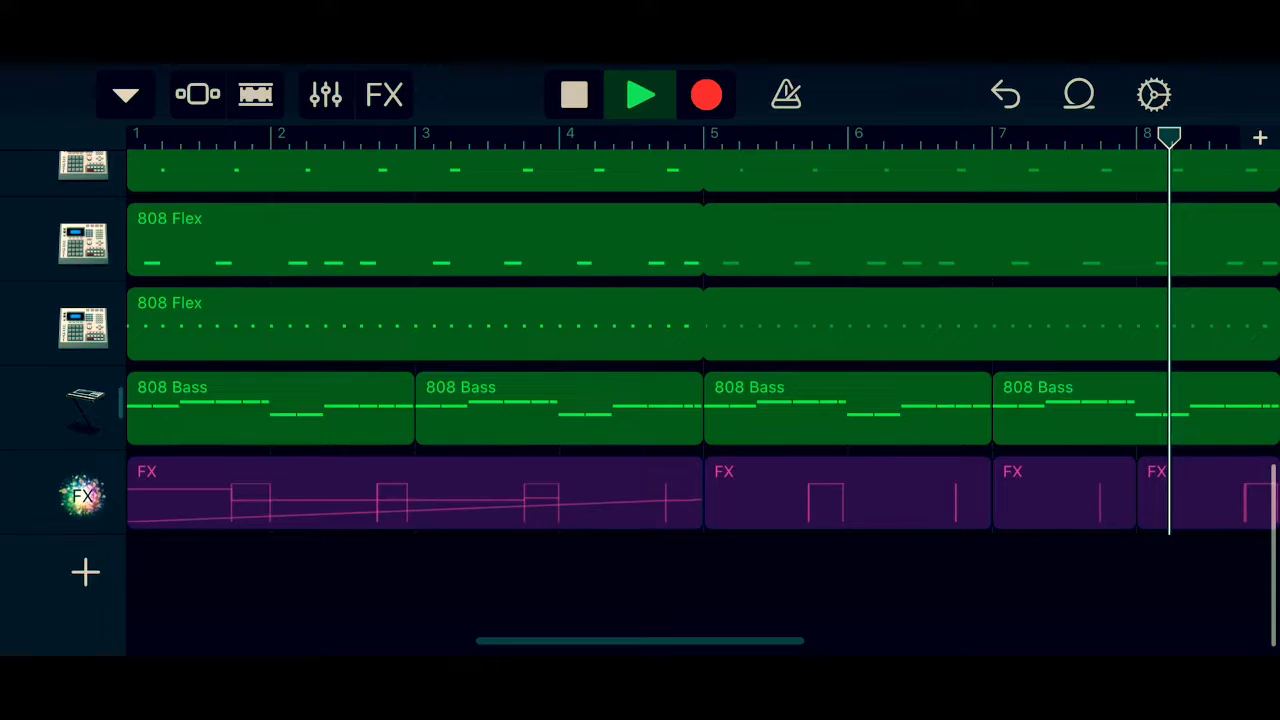 FX
1 2 3 4 5 6 7 8 +
808 Flex
808 Flex
808 Bass 808 Bass 808 Bass 808 Bass
FX FX FX FX FX